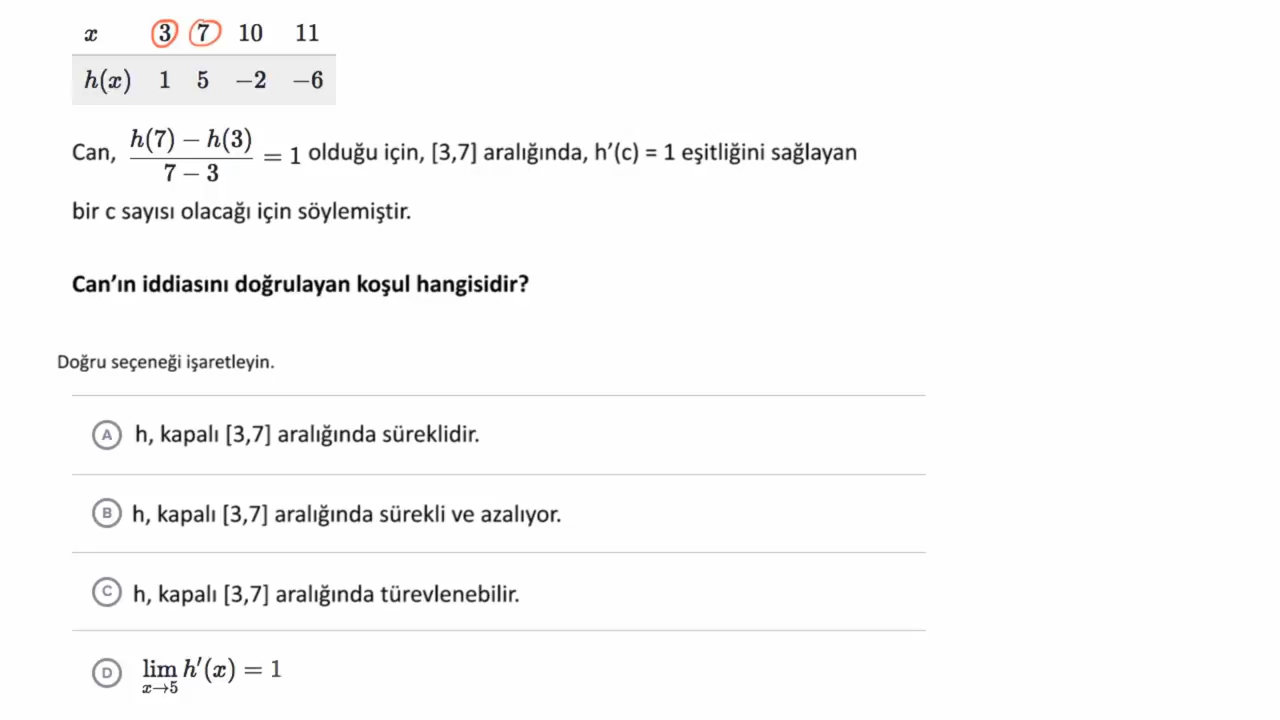 x 3 7 10 11
h(x) 1 5 −2 −6
Can, h(7) − h(3) / 7 − 3 = 1 olduğu için, [3,7] aralığında, h′(c) = 1 eşitliğini sağlayan
bir c sayısı olacağı için söylemiştir.
Can’ın iddiasını doğrulayan koşul hangisidir?
Doğru seçeneği işaretleyin.
A h, kapalı [3,7] aralığında süreklidir.
B h, kapalı [3,7] aralığında sürekli ve azalıyor.
C h, kapalı [3,7] aralığında türevlenebilir.
D lim x→5 h′(x) = 1